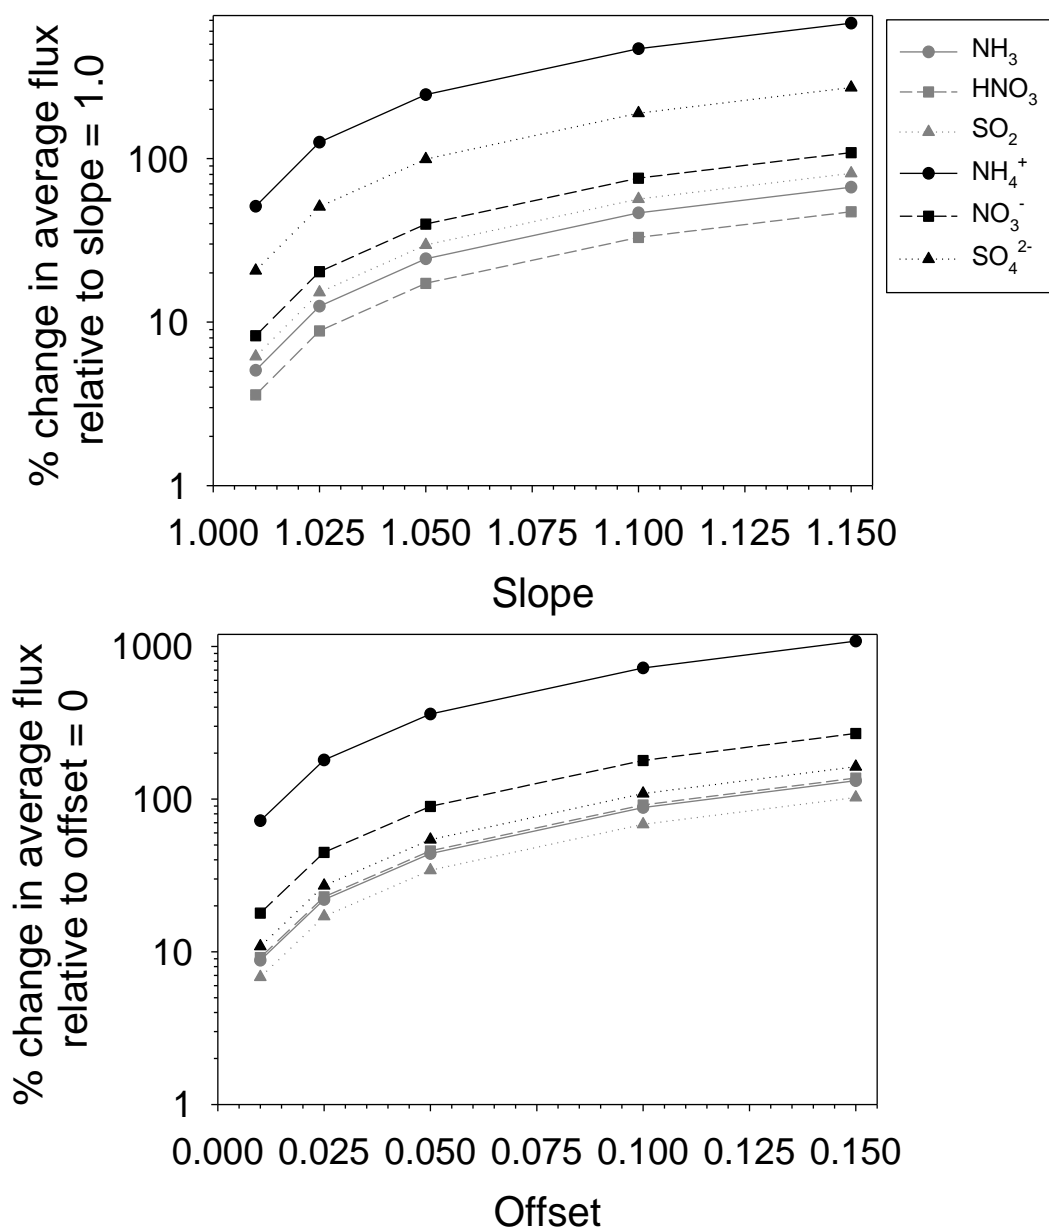 % change in average flux
relative to slope = 1.0
100
10
1
1.000 1.025 1.050 1.075 1.100 1.125 1.150
Slope
NH3
HNO3
SO2
NH4+
NO3-
SO42-
% change in average flux
relative to offset = 0
1000
100
10
1
0.000 0.025 0.050 0.075 0.100 0.125 0.150
Offset